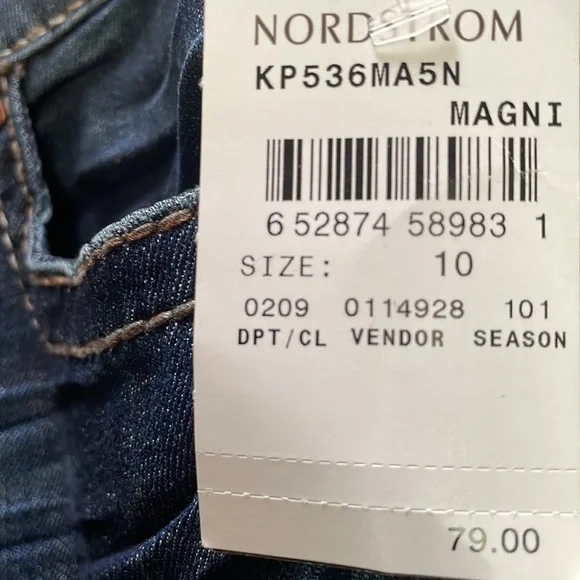 NORDSTROM
KP536MA5N
MAGNI
6 52874 58983 1
SIZE: 10
0209 0114928 101
DPT/CL VENDOR SEASON
79.00